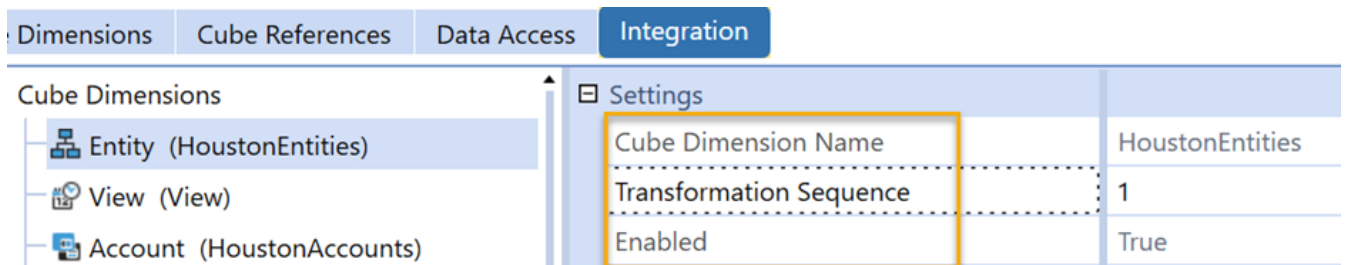 Dimensions Cube References Data Access Integration
Cube Dimensions
Entity (HoustonEntities)
View (View)
Account (HoustonAccounts)
Settings
Cube Dimension Name HoustonEntities
Transformation Sequence 1
Enabled True